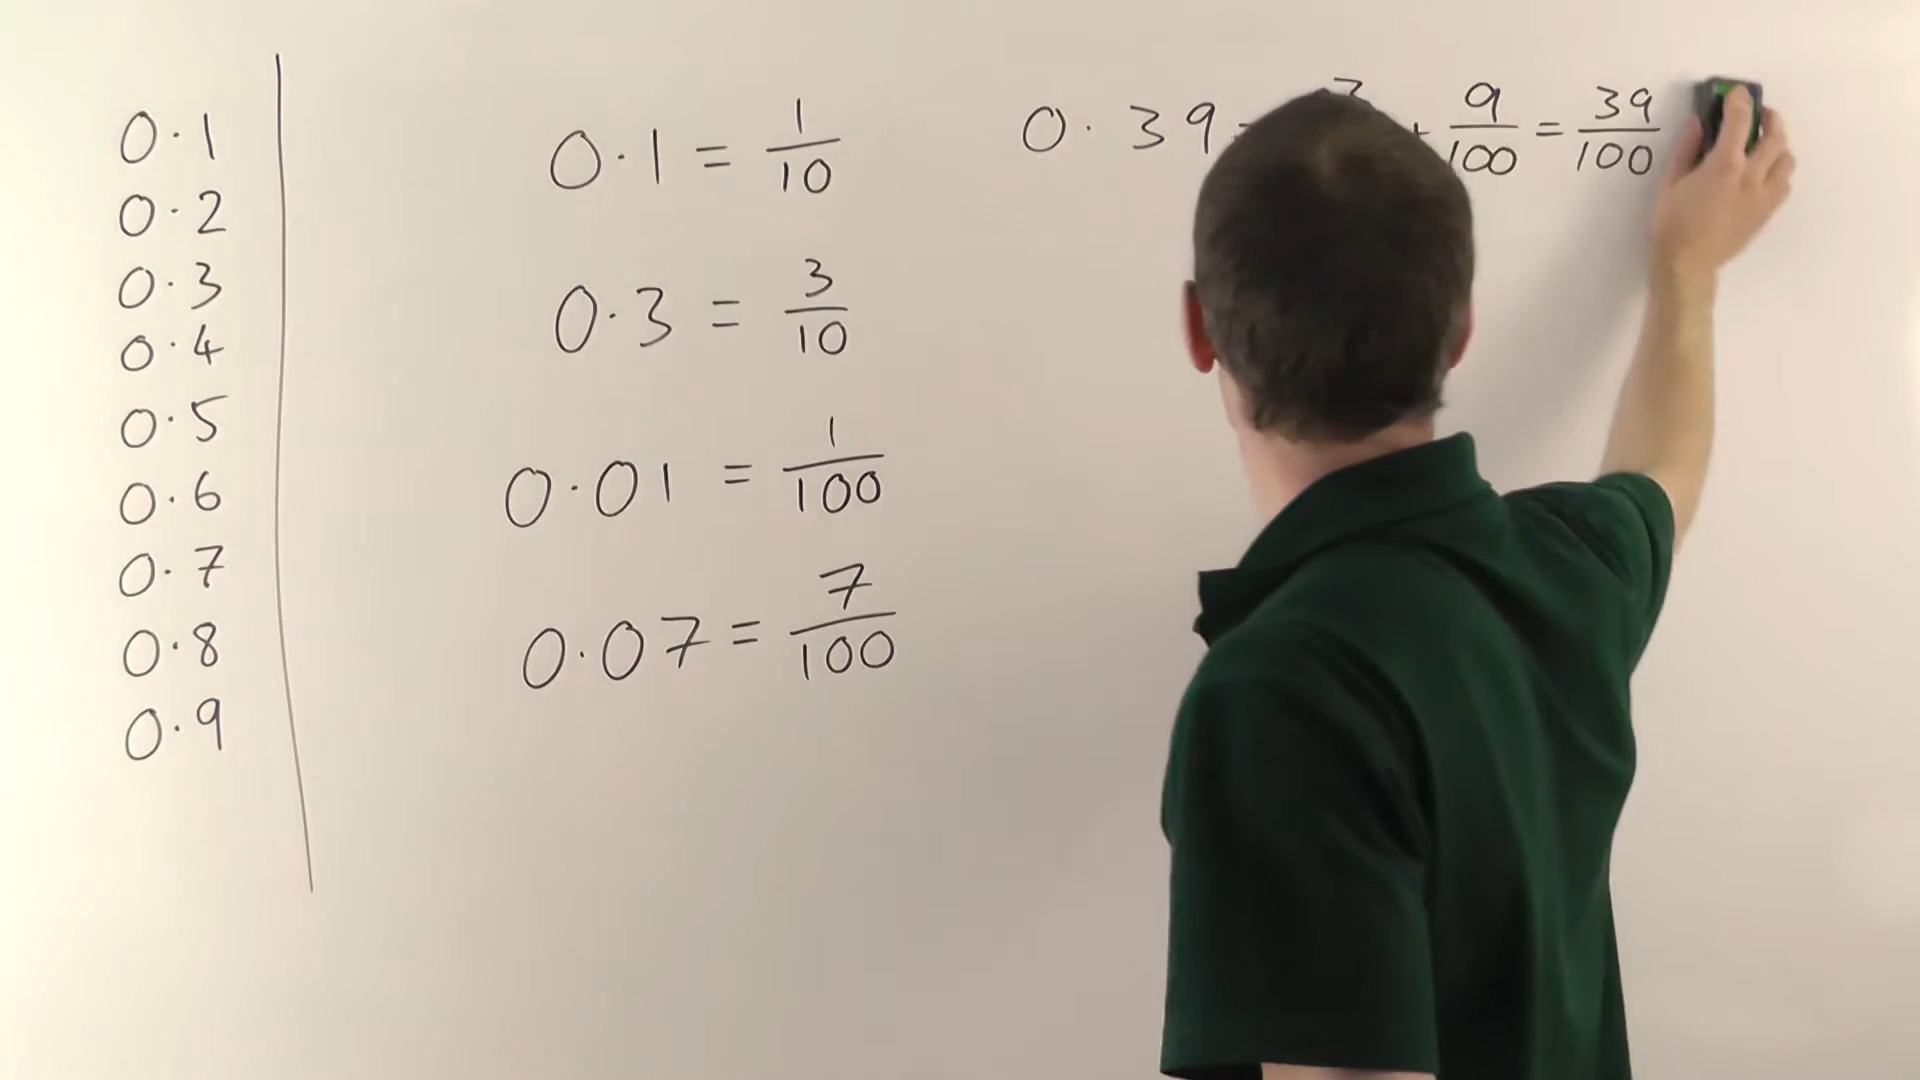 0.1
0.2
0.3
0.4
0.5
0.6
0.7
0.8
0.9
0.1 = 1/10
0.3 = 3/10
0.01 = 1/100
0.07 = 7/100
0.39 = + 9/100 = 39/100